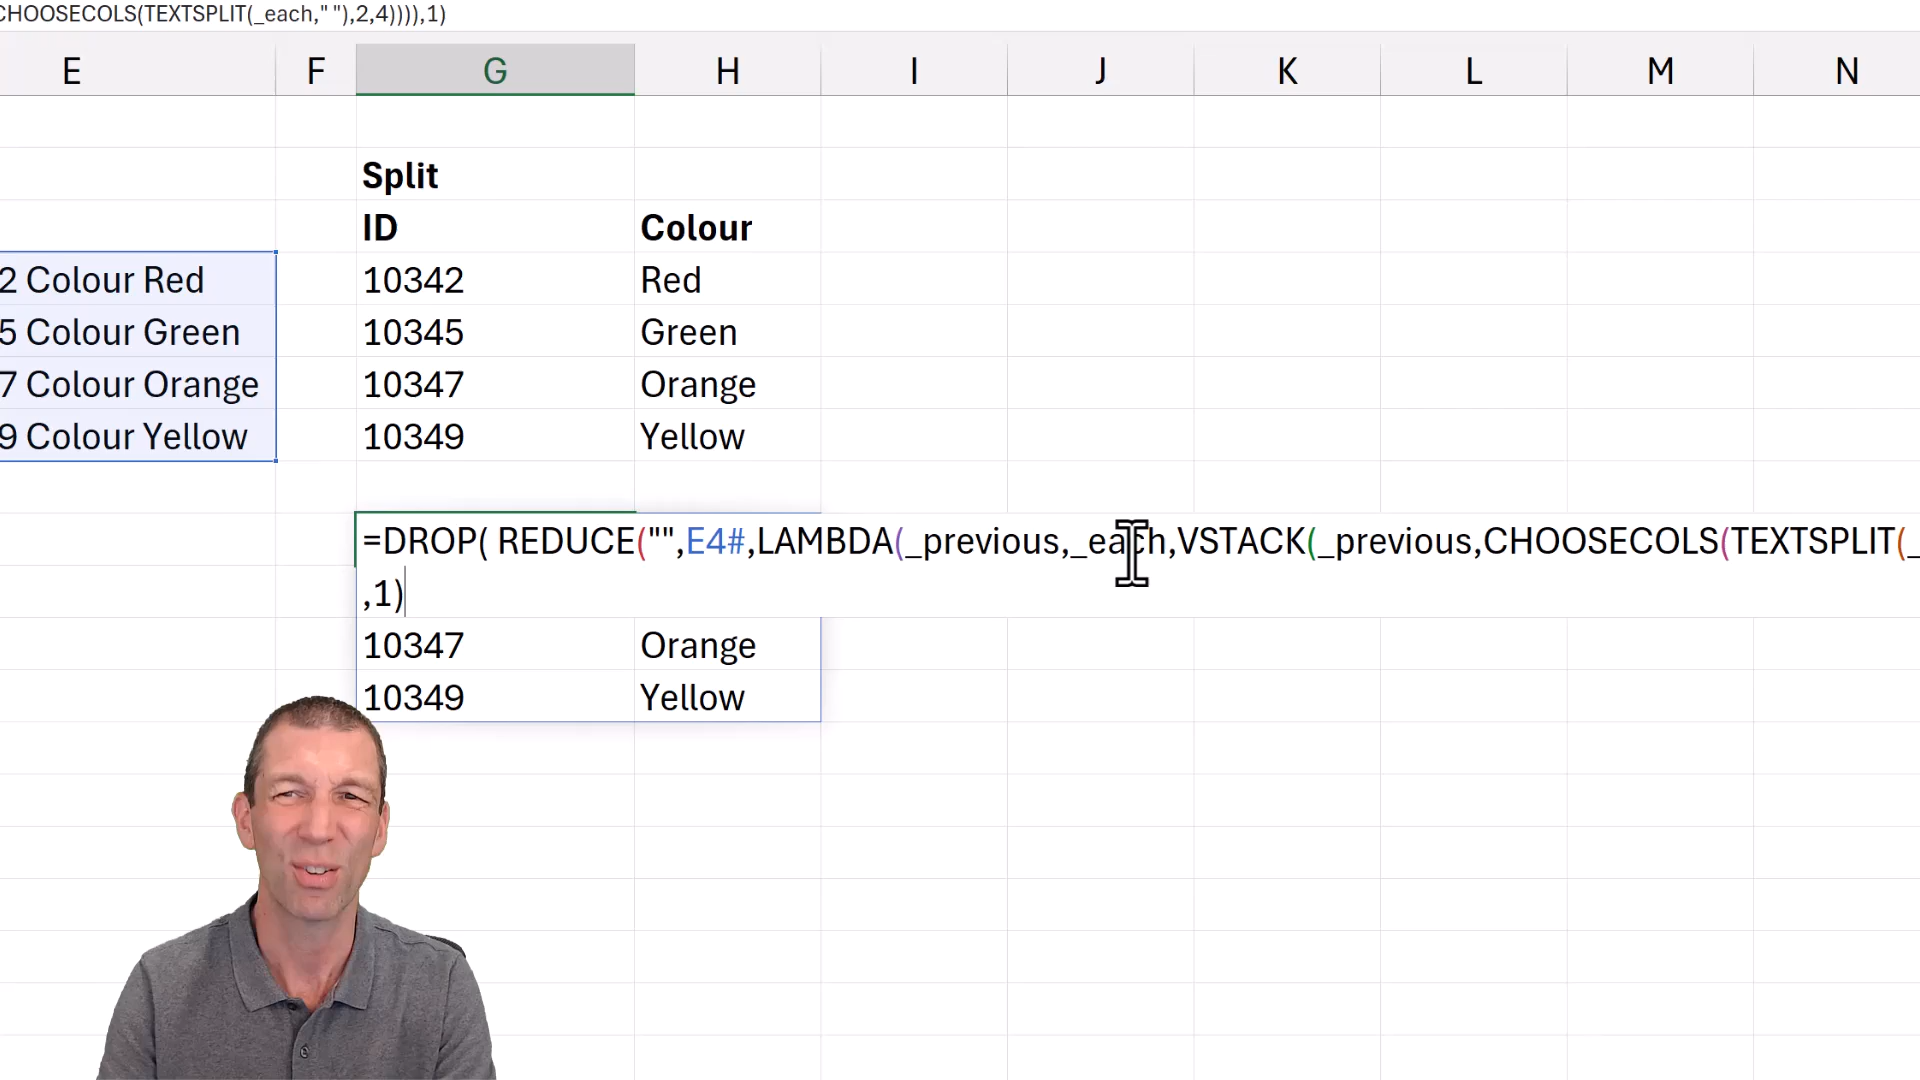 CHOOSECOLS(TEXTSPLIT(_each," "),2,4)))),1)
E F G H I J K L M N
Split
ID Colour
2 Colour Red 10342 Red
5 Colour Green 10345 Green
7 Colour Orange 10347 Orange
9 Colour Yellow 10349 Yellow
=DROP( REDUCE("",E4#,LAMBDA(_previous,_each,VSTACK(_previous,CHOOSECOLS(TEXTSPLIT(_
,1)
10347 Orange
10349 Yellow